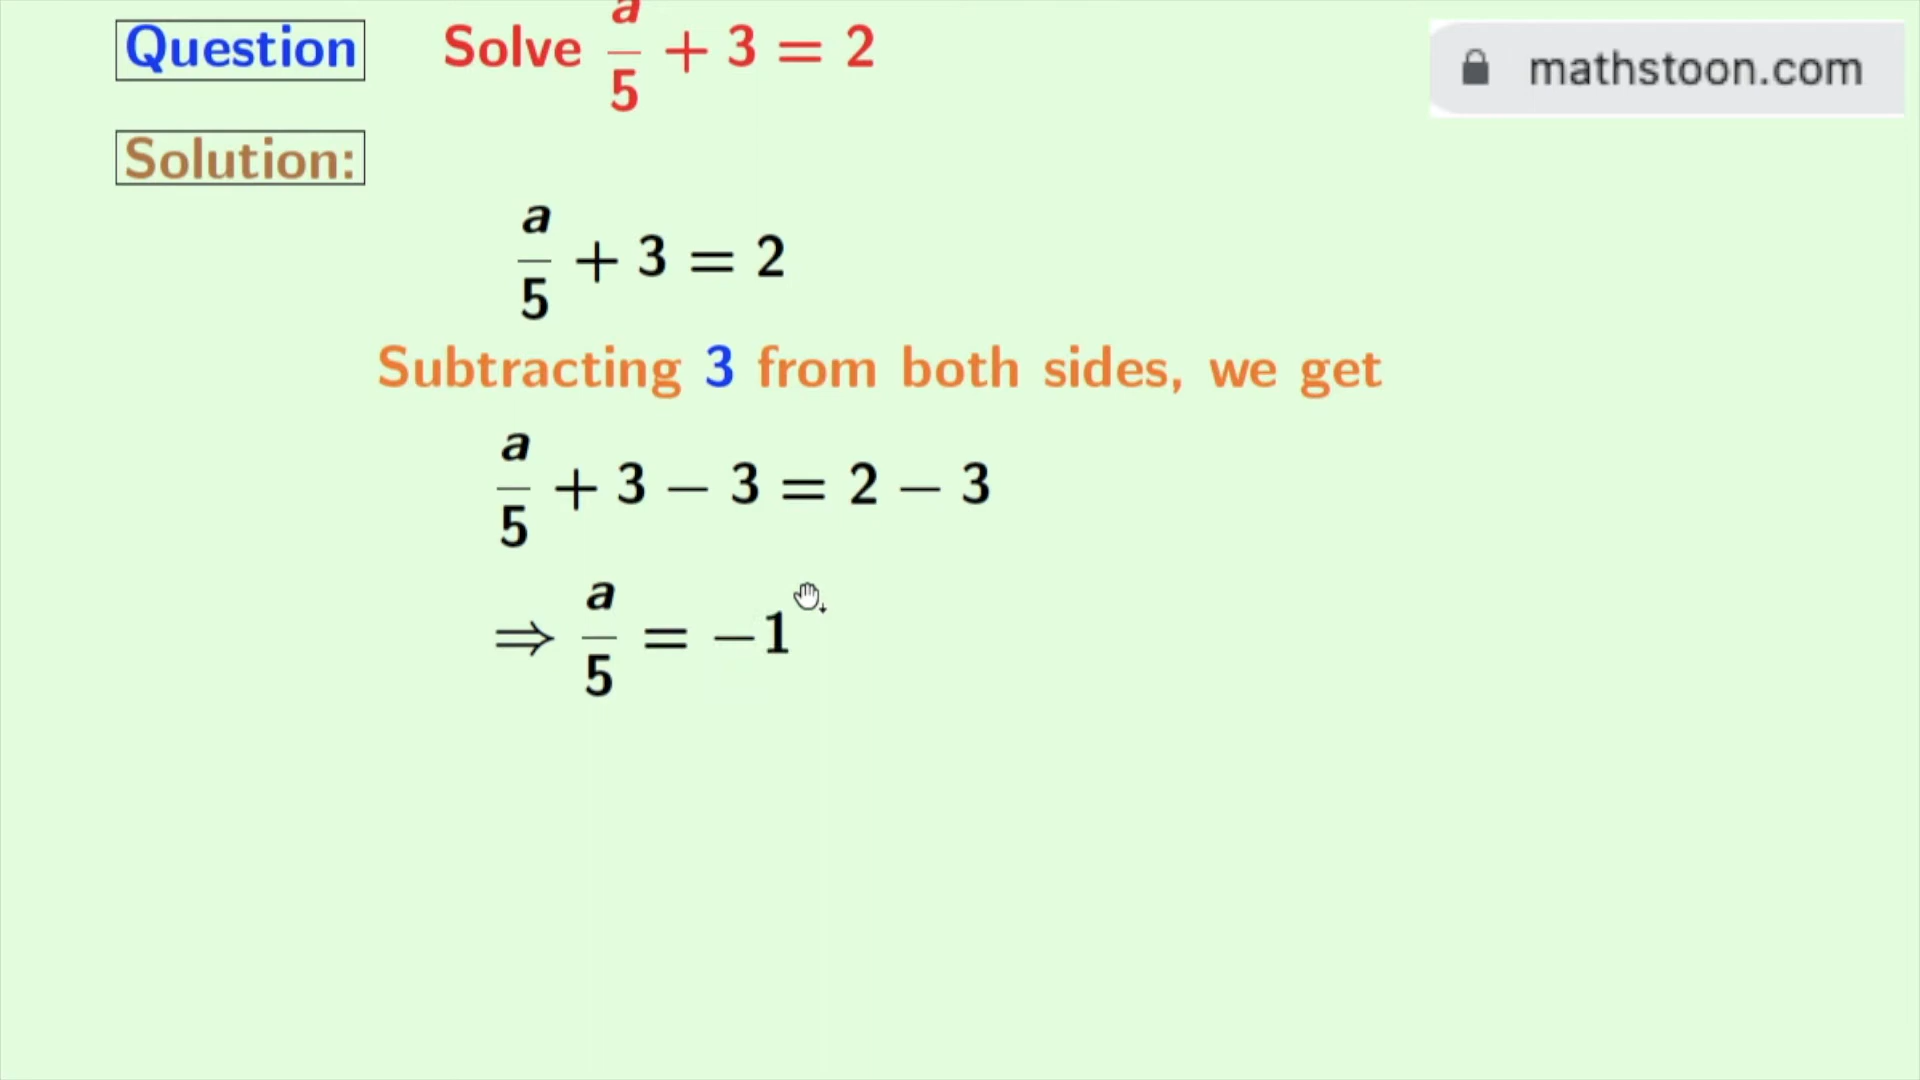 Question Solve a/5 + 3 = 2
mathstoon.com
Solution:
a/5 + 3 = 2
Subtracting 3 from both sides, we get
a/5 + 3 − 3 = 2 − 3
⇒ a/5 = −1